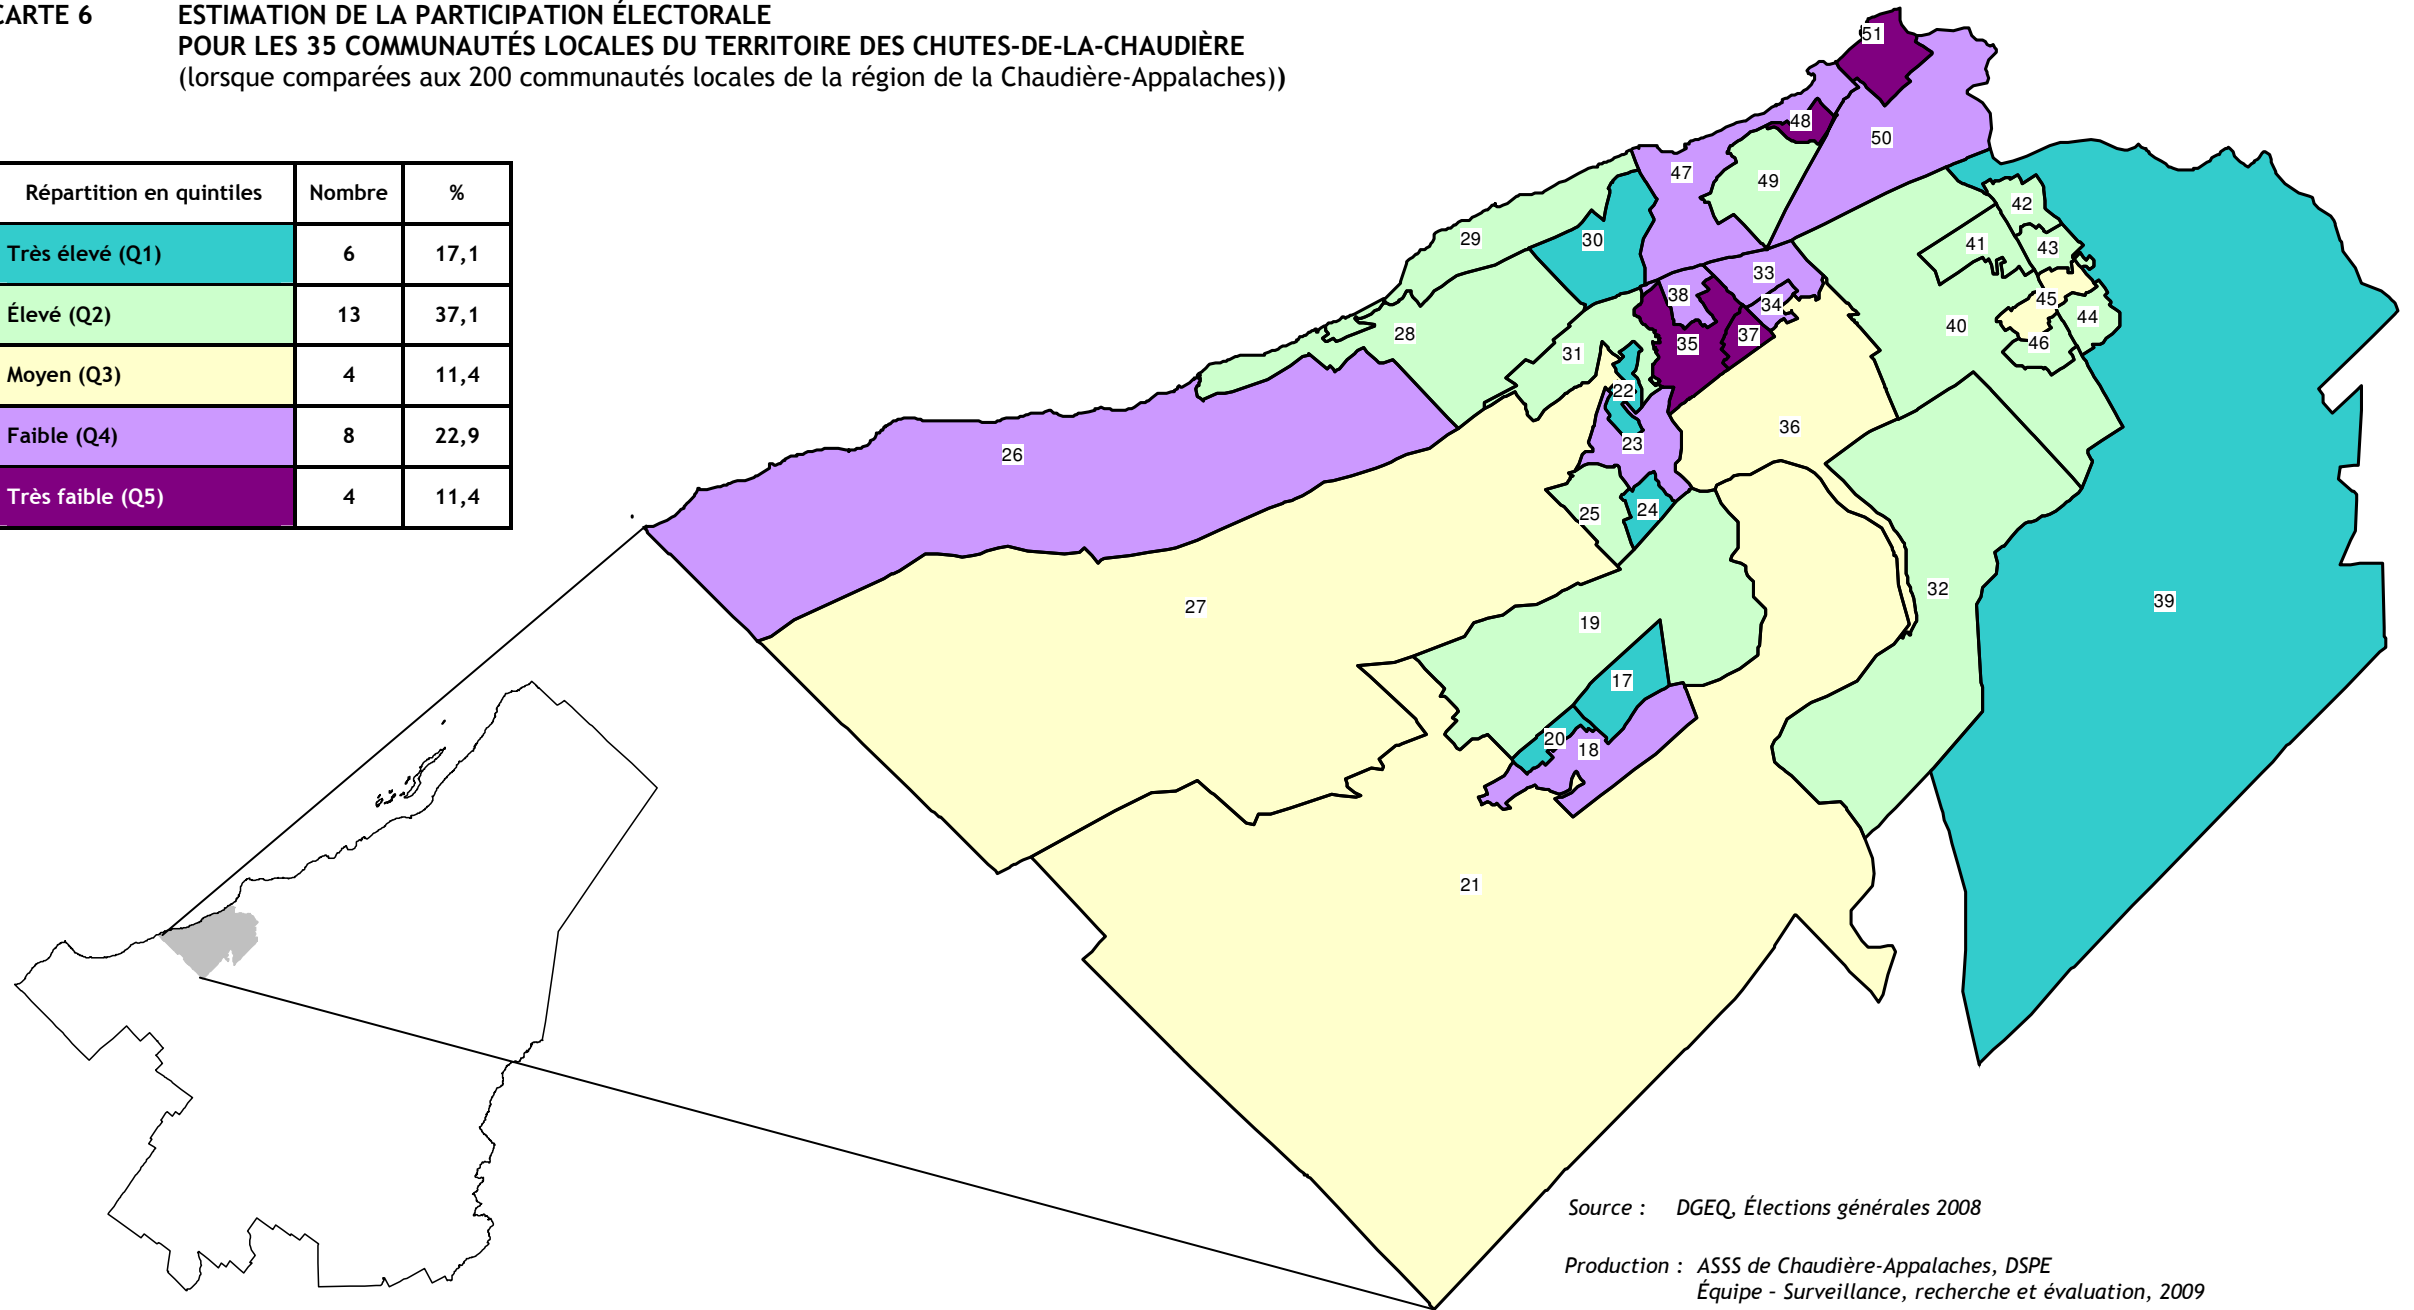 CARTE 6 ESTIMATION DE LA PARTICIPATION ÉLECTORALE
POUR LES 35 COMMUNAUTÉS LOCALES DU TERRITOIRE DES CHUTES-DE-LA-CHAUDIÈRE
(lorsque comparées aux 200 communautés locales de la région de la Chaudière-Appalaches))
Répartition en quintiles Nombre %
Très élevé (Q1) 6 17,1
Élevé (Q2) 13 37,1
Moyen (Q3) 4 11,4
Faible (Q4) 8 22,9
Très faible (Q5) 4 11,4
51
48
50
47
49
42
29
30
41
43
33
38
34
45
44
40
28
35
37
46
31
22
36
23
26
25
24
32
39
27
19
17
20
18
21
Source : DGEQ, Élections générales 2008
Production : ASSS de Chaudière-Appalaches, DSPE
Équipe - Surveillance, recherche et évaluation, 2009